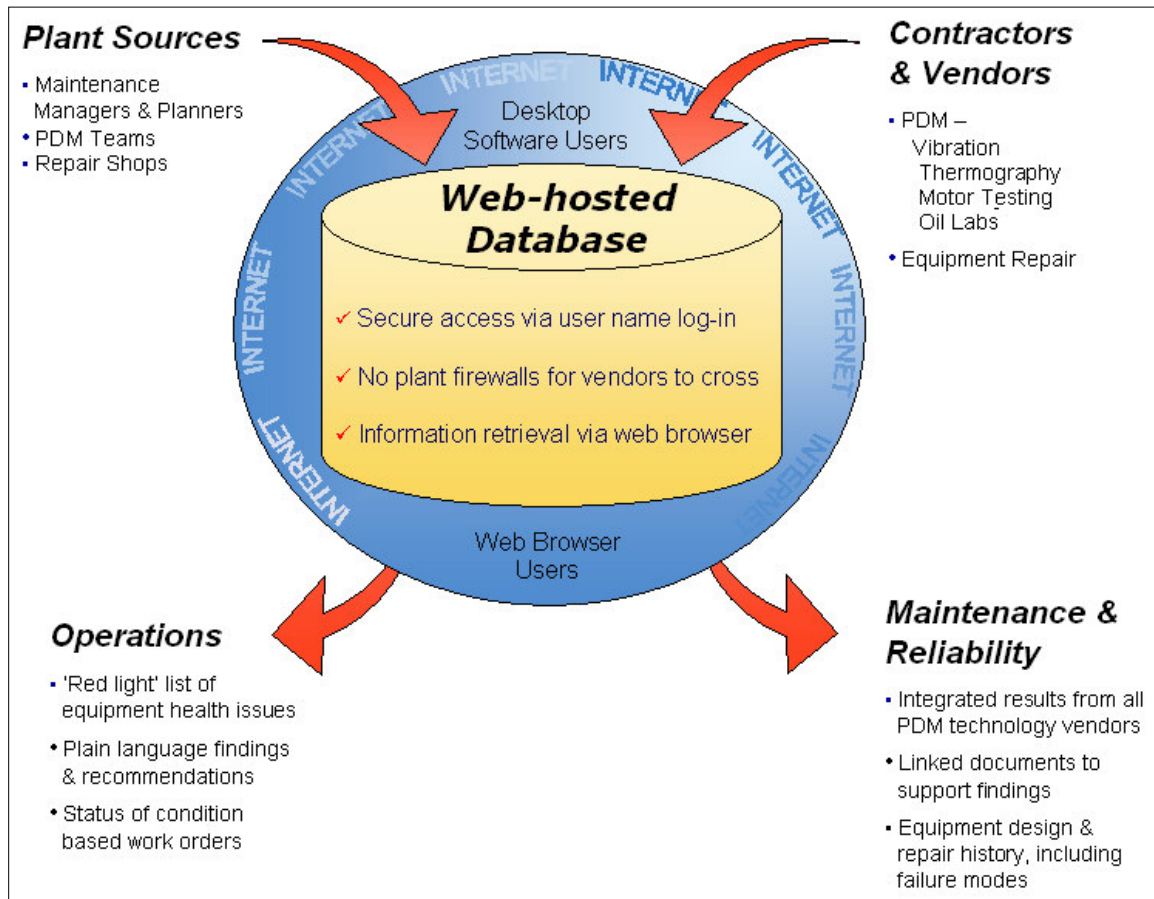 Plant Sources
▪ Maintenance
Managers & Planners
• PDM Teams
▪ Repair Shops
Contractors
& Vendors
▪ PDM –
Vibration
Thermography
Motor Testing
Oil Labs
• Equipment Repair
INTERNET
INTERNET
INTERNET
INTERNET
INTERNET
INTERNET
INTERNET
INTERNET
Desktop
Software Users
Web-hosted
Database
✓ Secure access via user name log-in
✓ No plant firewalls for vendors to cross
✓ Information retrieval via web browser
Web Browser
Users
Operations
▪ 'Red light' list of
equipment health issues
• Plain language findings
& recommendations
• Status of condition
based work orders
Maintenance &
Reliability
▪ Integrated results from all
PDM technology vendors
• Linked documents to
support findings
▪ Equipment design &
repair history, including
failure modes